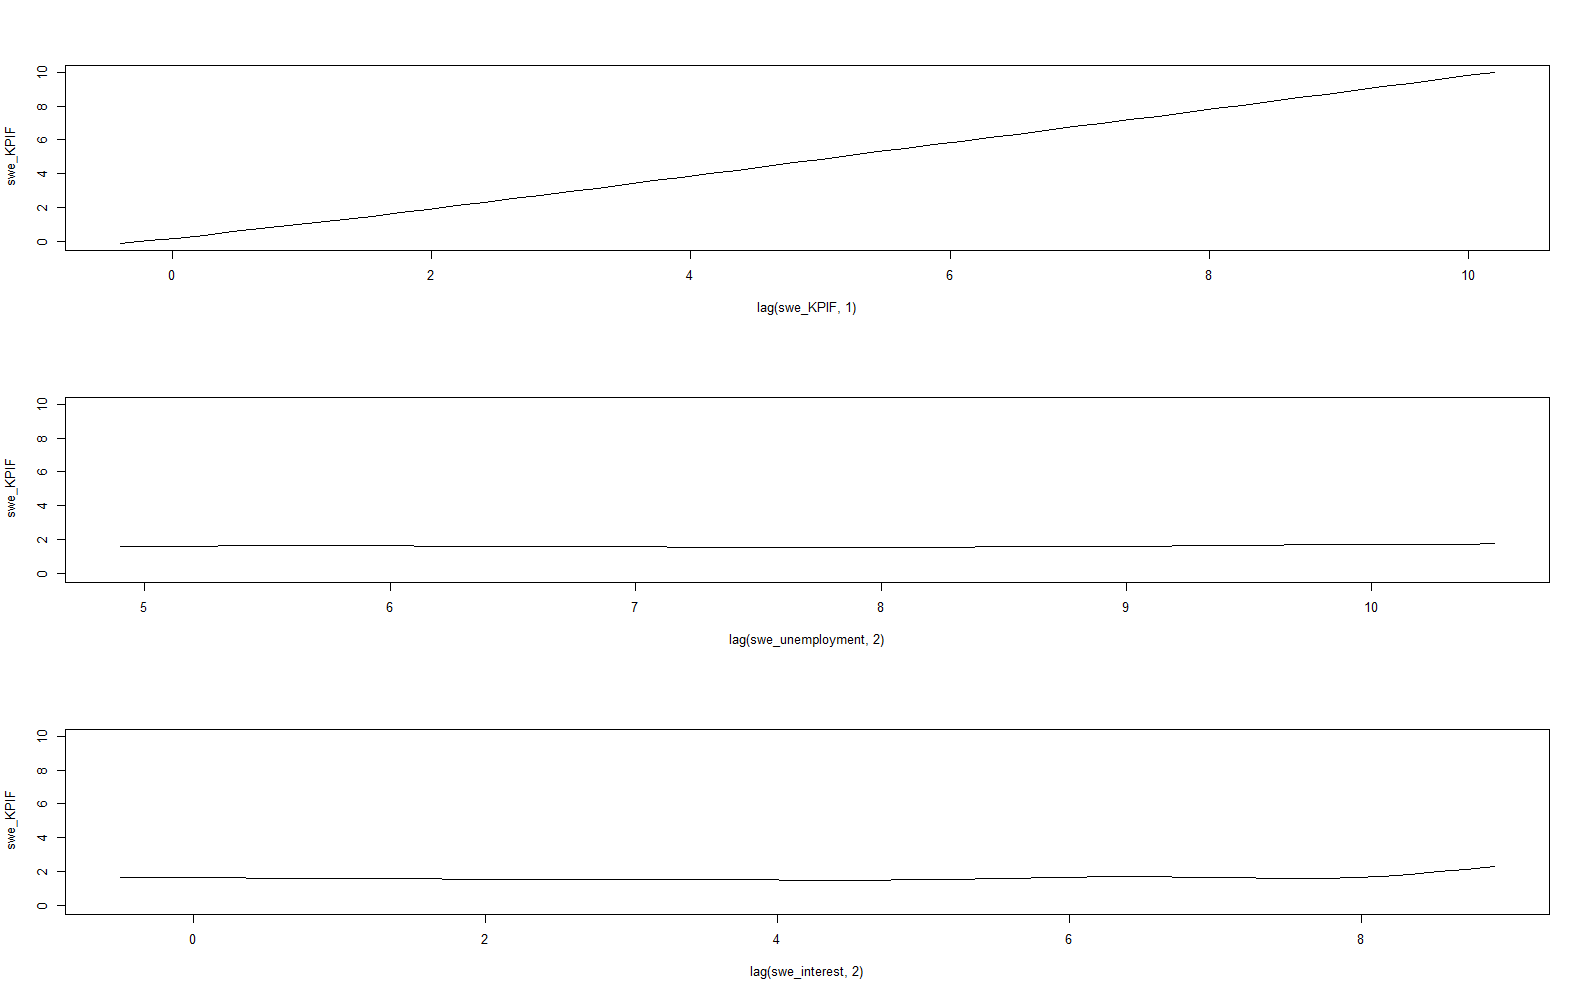 swe_KPIF
0 2 4 6 8 10
0 2 4 6 8 10
lag(swe_KPIF, 1)
swe_KPIF
0 2 4 6 8 10
5 6 7 8 9 10
lag(swe_unemployment, 2)
swe_KPIF
0 2 4 6 8 10
0 2 4 6 8
lag(swe_interest, 2)